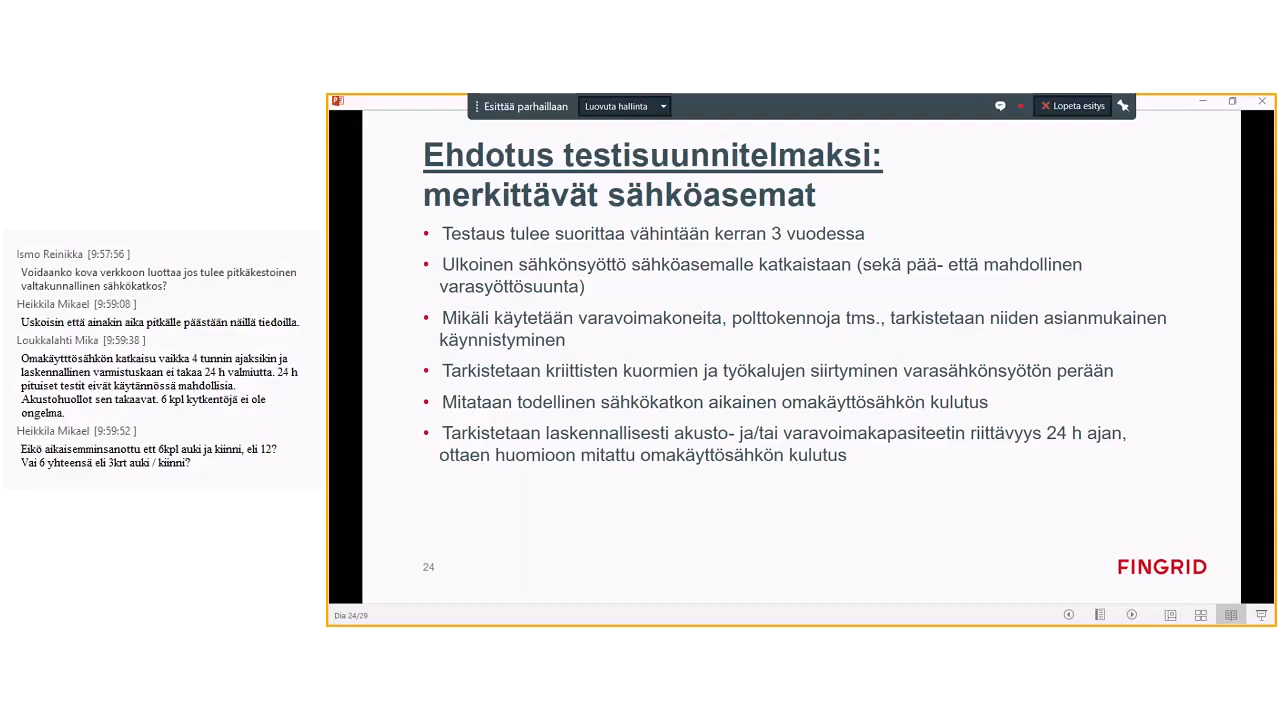 Ismo Reinikka [9:57:56 ]
Voidaanko kova verkkoon luottaa jos tulee pitkäkestoinen
valtakunnallinen sähkökatkos?
Heikkila Mikael [9:59:08 ]
Uskoisin että ainakin aika pitkälle päästään näillä tiedoilla.
Loukkalahti Mika [9:59:38 ]
Omakäytttösähkön katkaisu vaikka 4 tunnin ajaksikin ja
laskennallinen varmistuskaan ei takaa 24 h valmiutta. 24 h
pituiset testit eivät käytännössä mahdollisia.
Akustohuollot sen takaavat. 6 kpl kytkentöjä ei ole
ongelma.
Heikkila Mikael [9:59:52 ]
Eikö aikaisemminsanottu ett 6kpl auki ja kiinni, eli 12?
Vai 6 yhteensä eli 3krt auki / kiinni?
Esittää parhaillaan
Luovuta hallinta
Lopeta esitys
Ehdotus testisuunnitelmaksi:
merkittävät sähköasemat
• Testaus tulee suorittaa vähintään kerran 3 vuodessa
• Ulkoinen sähkönsyöttö sähköasemalle katkaistaan (sekä pää- että mahdollinen
varasyöttösuunta)
• Mikäli käytetään varavoimakoneita, polttokennoja tms., tarkistetaan niiden asianmukainen
käynnistyminen
• Tarkistetaan kriittisten kuormien ja työkalujen siirtyminen varasähkönsyötön perään
• Mitataan todellinen sähkökatkon aikainen omakäyttösähkön kulutus
• Tarkistetaan laskennallisesti akusto- ja/tai varavoimakapasiteetin riittävyys 24 h ajan,
ottaen huomioon mitattu omakäyttösähkön kulutus
24
FINGRID
Dia 24/29